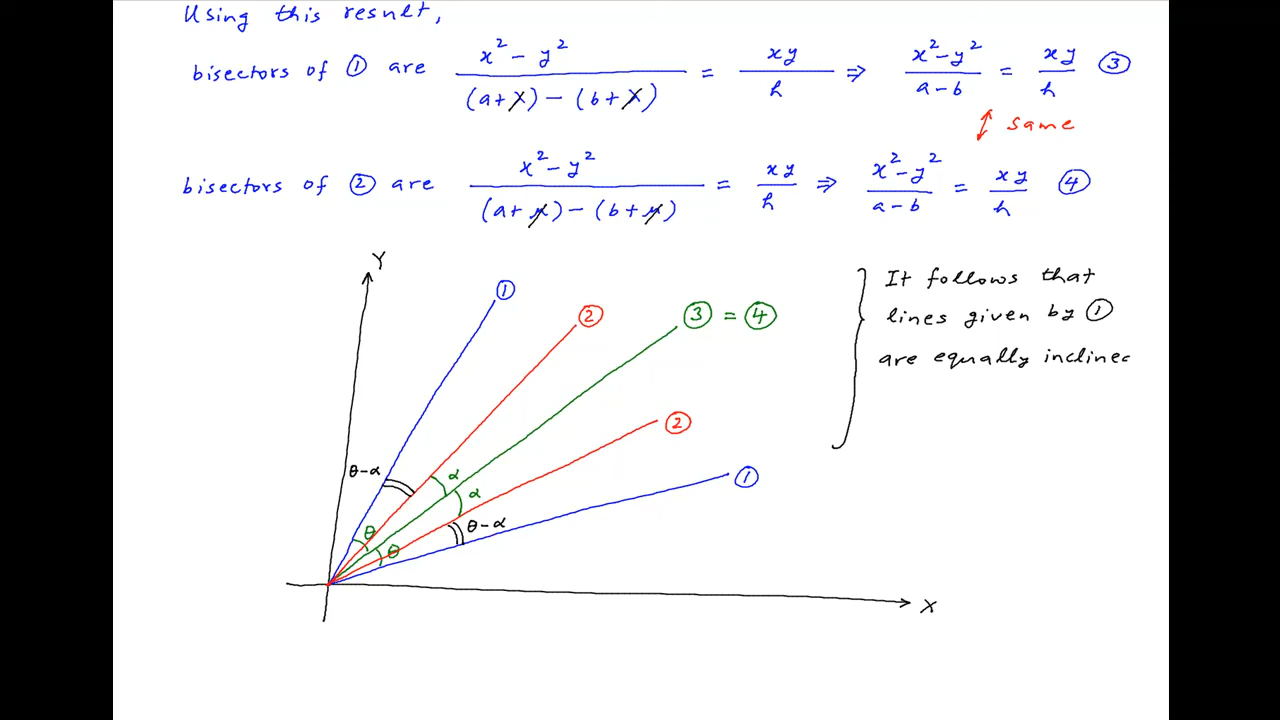 Using this result,
bisectors of ① are (x² - y²)/((a+λ) - (b+λ)) = xy/h ⇒ (x²-y²)/(a-b) = xy/h ③
↕ same
bisectors of ② are (x² - y²)/((a+μ) - (b+μ)) = xy/h ⇒ (x²-y²)/(a-b) = xy/h ④
Y
① 
② 
③ = ④
It follows that
lines given by ①
are equally inclined
②
θ-α
α
①
α
θ-α
θ
θ
X